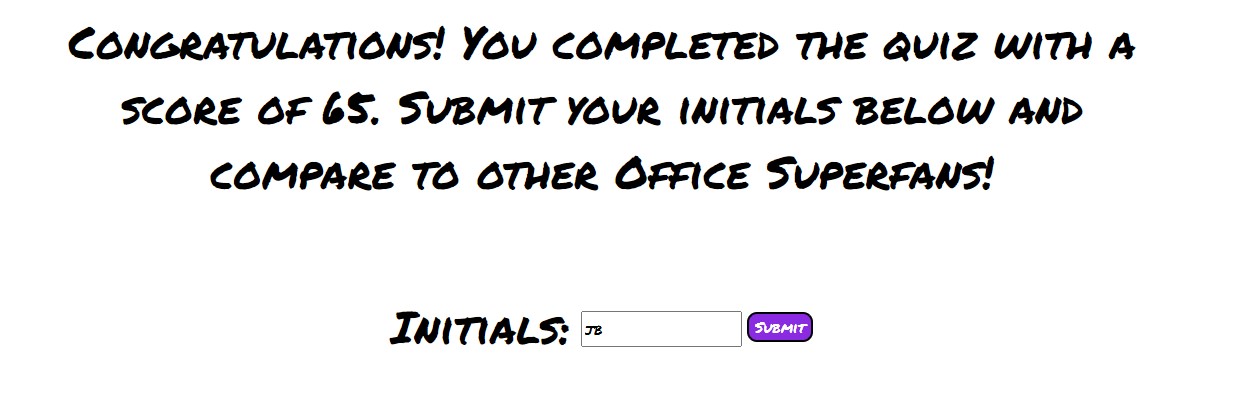 Congratulations! You completed the quiz with a
score of 65. Submit your initials below and
compare to other Office Superfans!
Initials: JB Submit